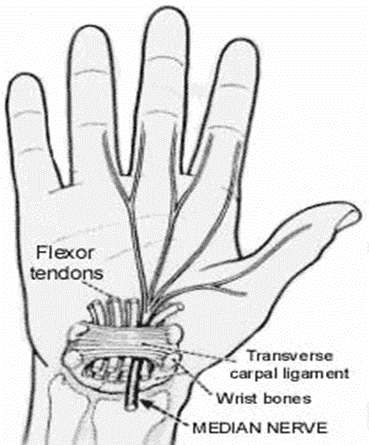 Flexor
tendons
Transverse
carpal ligament
Wrist bones
MEDIAN NERVE